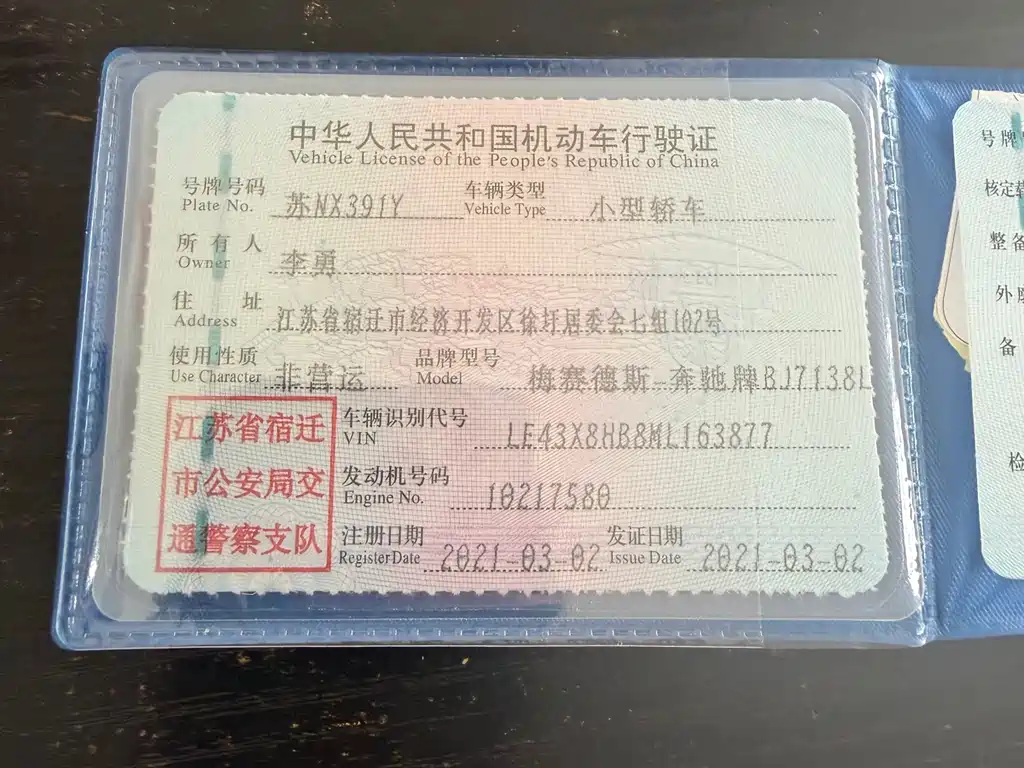 中华人民共和国机动车行驶证
Vehicle License of the People's Republic of China
号牌号码 苏NX391Y 车辆类型 小型轿车
Plate No. Vehicle Type
所有人 李勇
Owner
住址 江苏省宿迁市经济开发区徐圩居委会七组102号
Address
使用性质 非营运 品牌型号 梅赛德斯-奔驰牌BJ7138L
Use Character Model
江苏省宿迁
市公安局交
通警察支队
车辆识别代号 LE43X8HB8ML163877
VIN
发动机号码 10217580
Engine No.
注册日期 2021-03-02 发证日期 2021-03-02
Register Date Issue Date
号牌
核定
整备
备